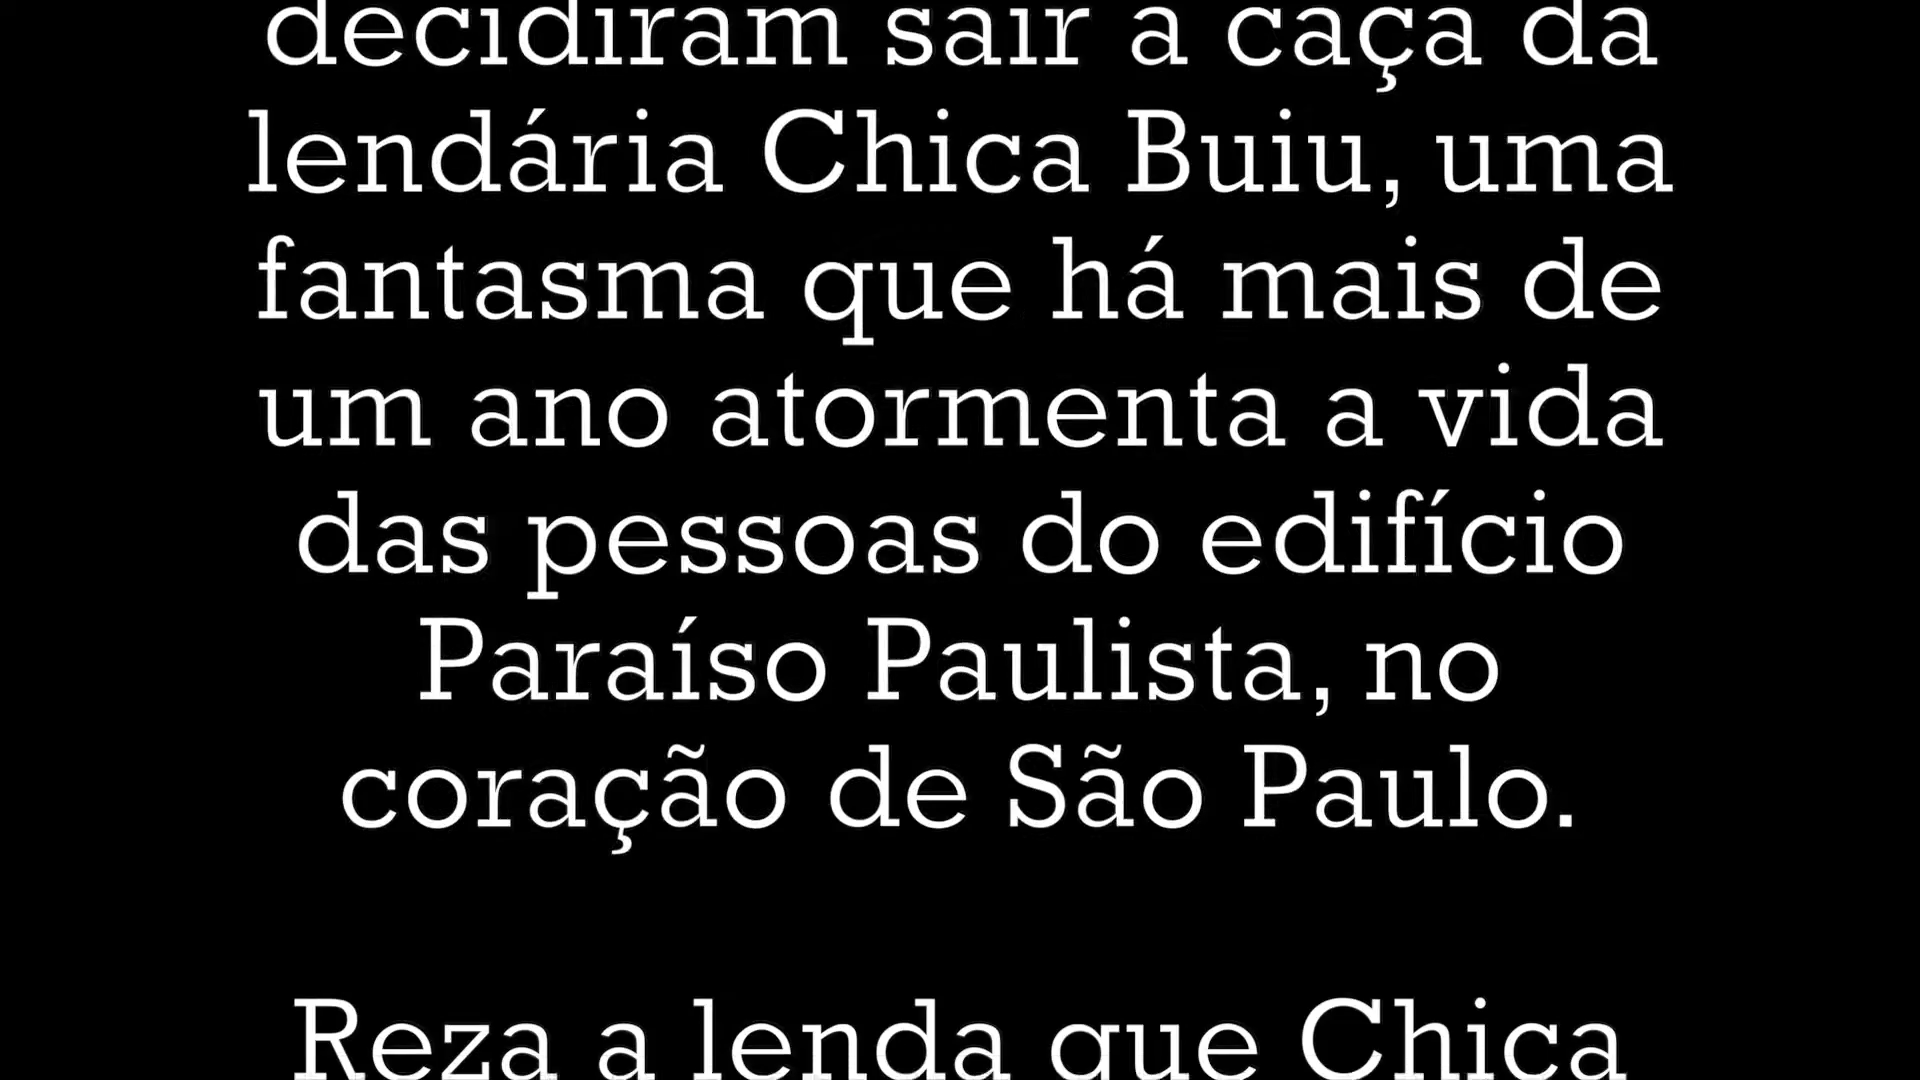 decidiram sair a caça da
lendária Chica Buiu, uma
fantasma que há mais de
um ano atormenta a vida
das pessoas do edifício
Paraíso Paulista, no
coração de São Paulo.
Reza a lenda que Chica